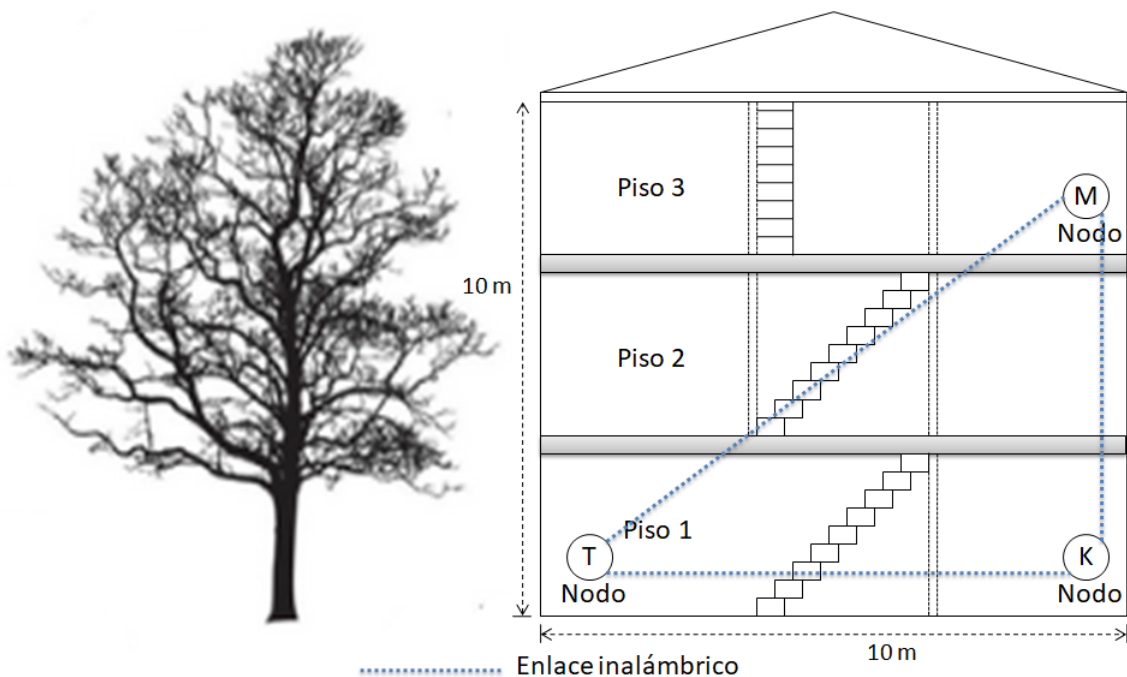 Piso 3
M
Nodo
10 m
Piso 2
Piso 1
T
Nodo
K
Nodo
10 m
Enlace inalámbrico